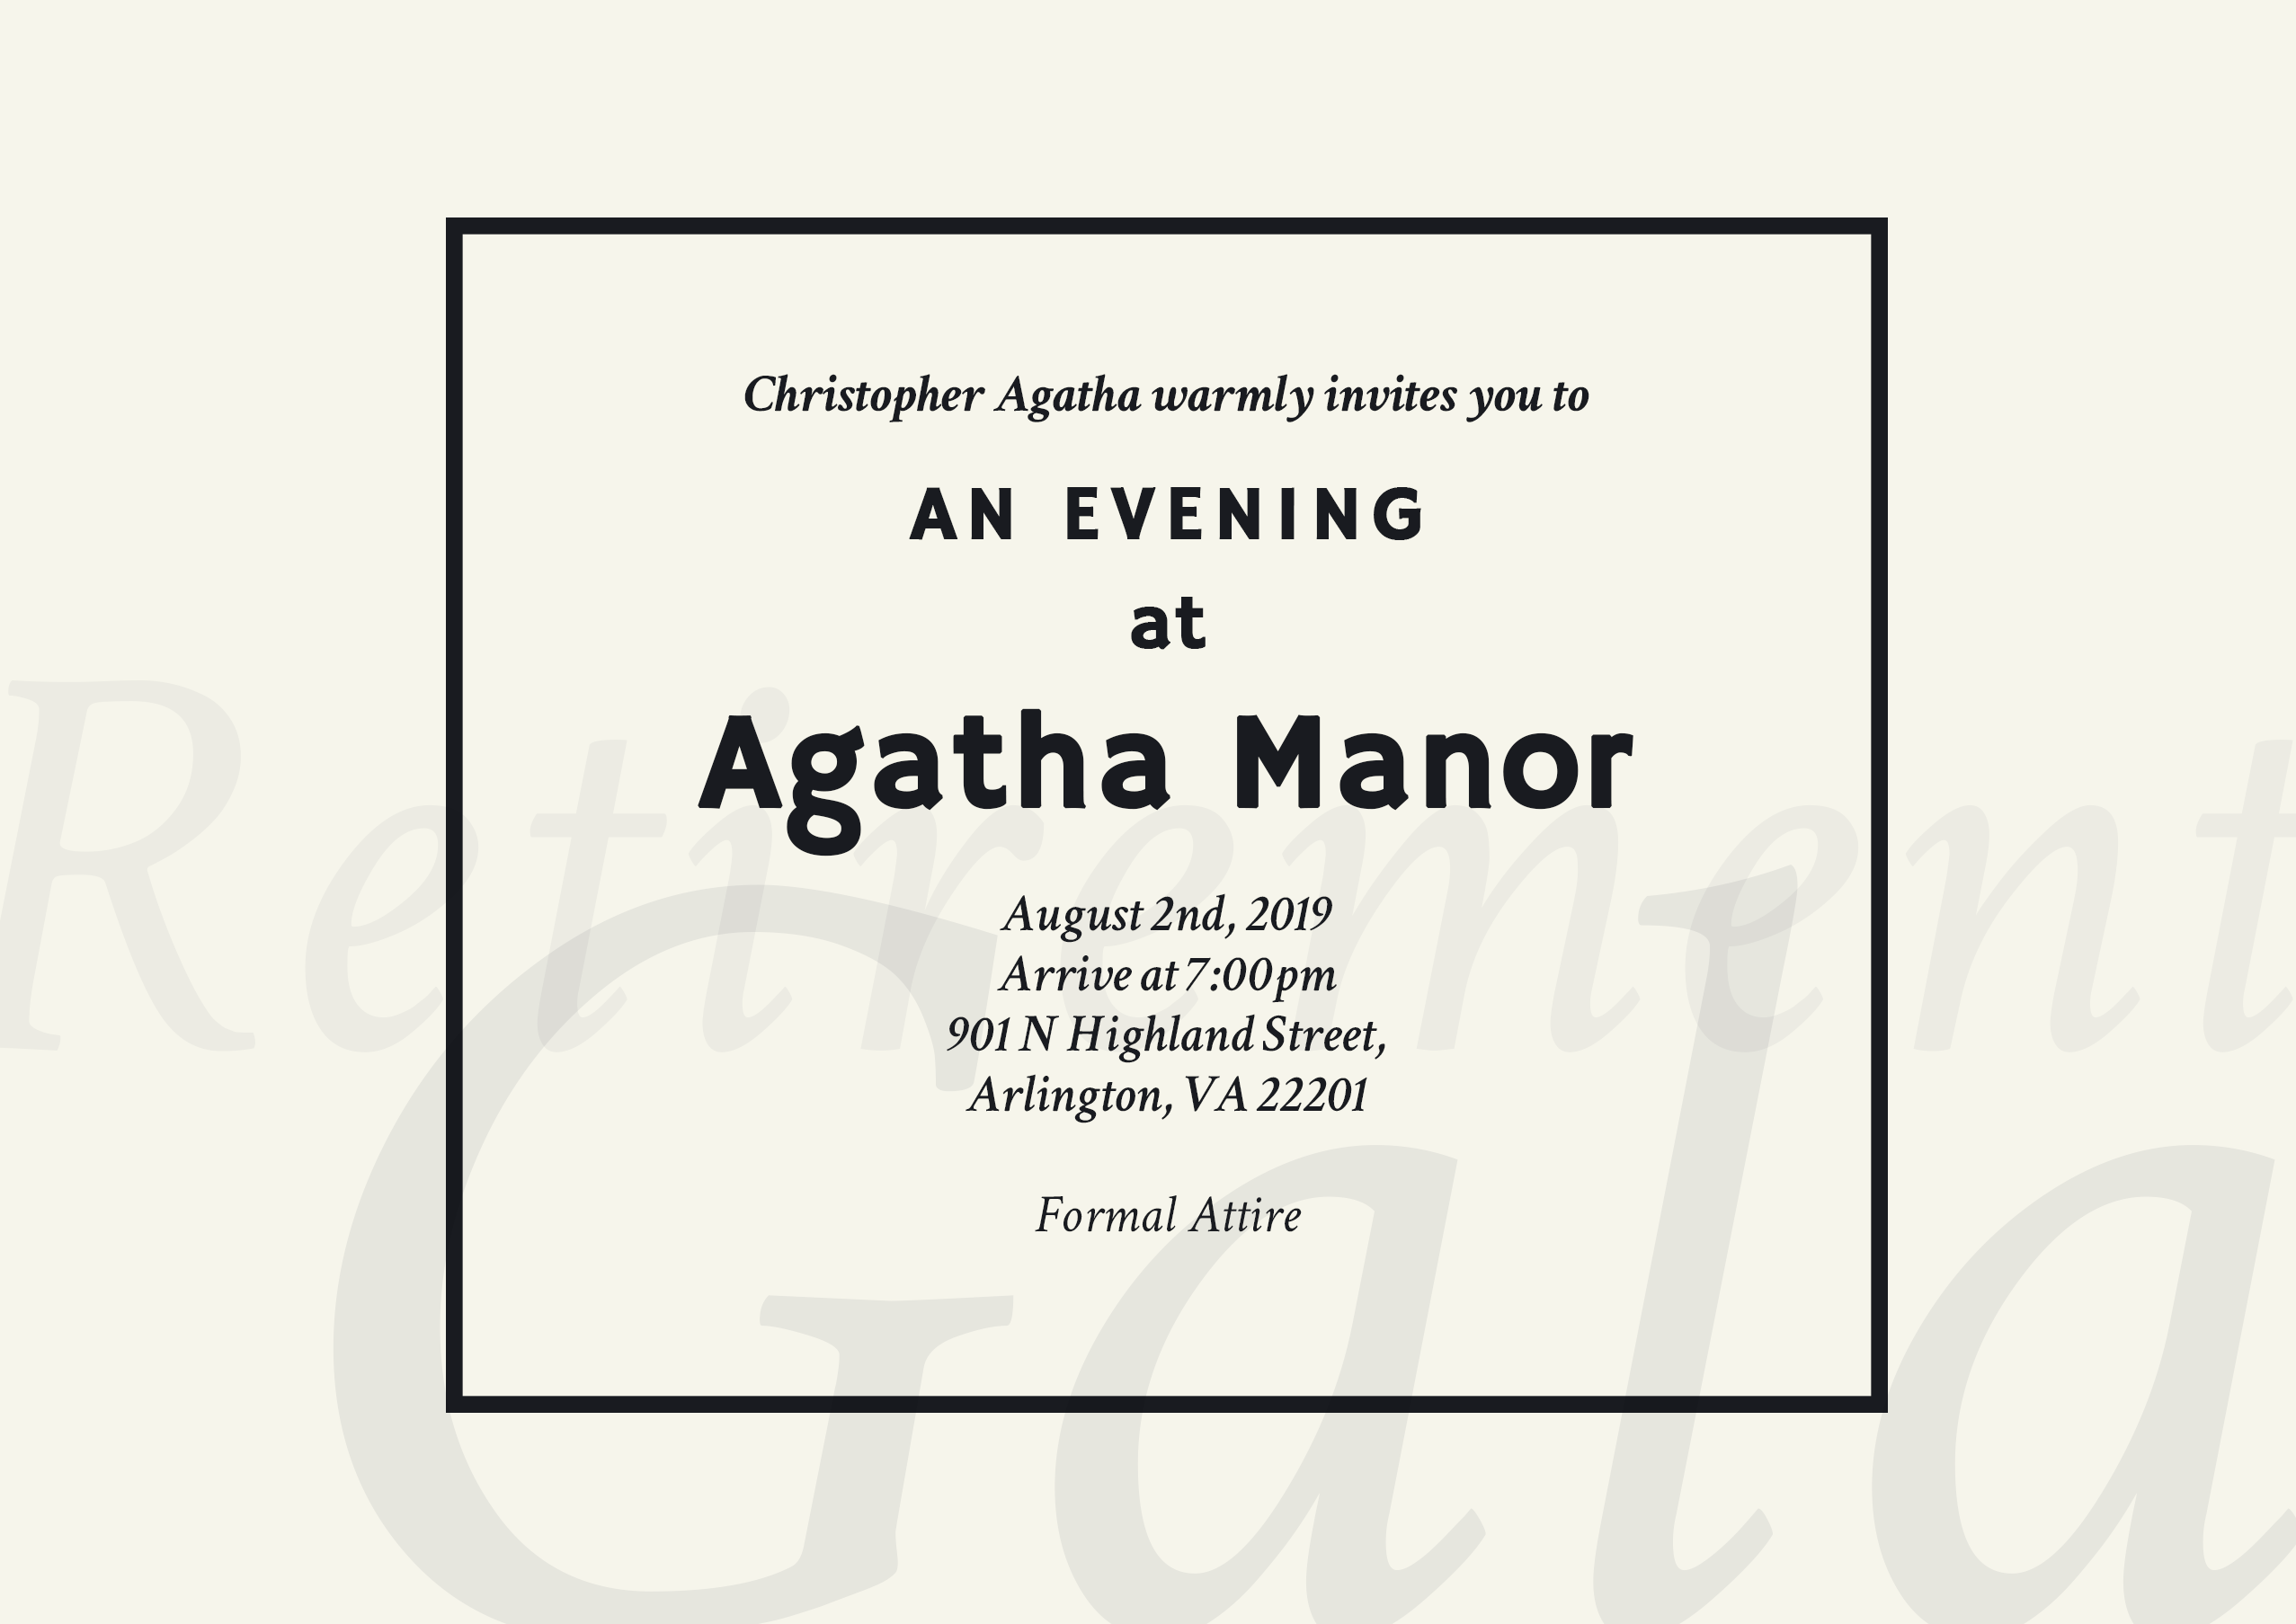 Christopher Agatha warmly invites you to
AN EVENING
at
Agatha Manor
August 2nd, 2019
Arrive at 7:00pm
901 N Highland Street,
Arlington, VA 22201
Formal Attire
Retirement
Gala